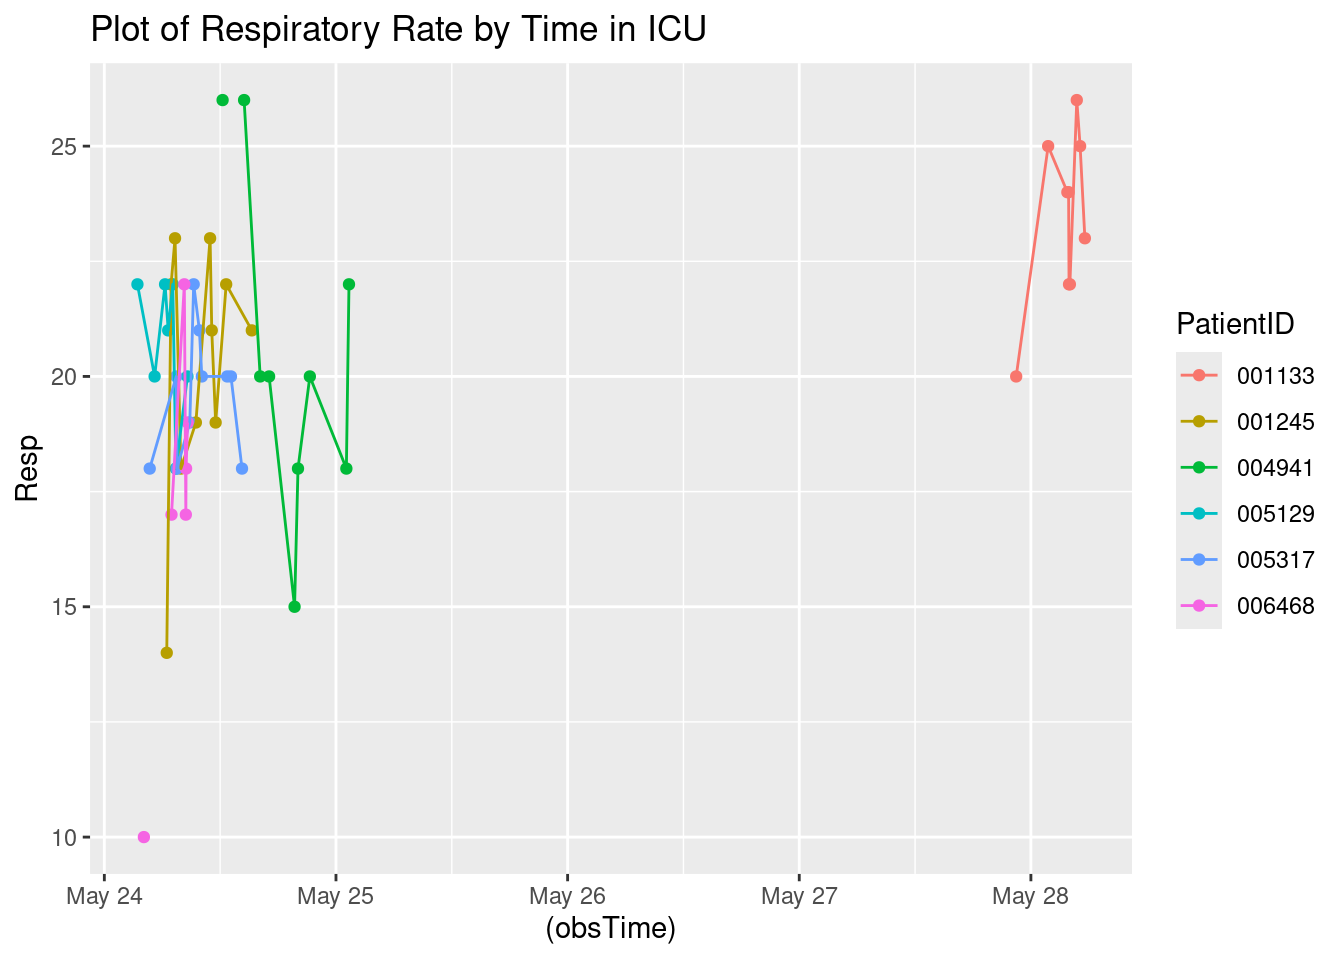 Plot of Respiratory Rate by Time in ICU
25
20
15
10
Resp
May 24
May 25
May 26
May 27
May 28
(obsTime)
PatientID
001133
001245
004941
005129
005317
006468